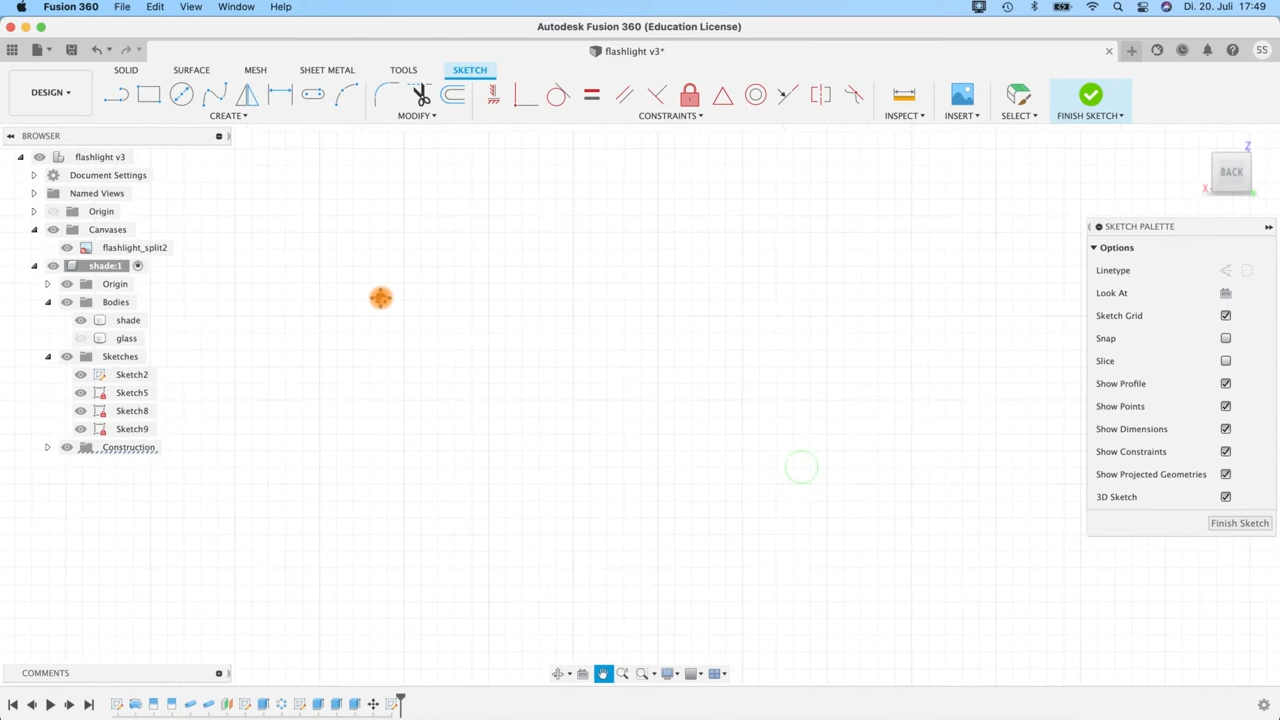 Fusion 360 File Edit View Window Help Di. 20. Juli 17:49
Autodesk Fusion 360 (Education License)
flashlight v3*
SS
SOLID SURFACE MESH SHEET METAL TOOLS SKETCH
DESIGN
CREATE MODIFY CONSTRAINTS INSPECT INSERT SELECT FINISH SKETCH
BROWSER
flashlight v3
Document Settings
Named Views
Origin
Canvases
flashlight_split2
shade:1
Origin
Bodies
shade
glass
Sketches
Sketch2
Sketch5
Sketch8
Sketch9
Construction
Z
BACK
X
SKETCH PALETTE
Options
Linetype
Look At
Sketch Grid
Snap
Slice
Show Profile
Show Points
Show Dimensions
Show Constraints
Show Projected Geometries
3D Sketch
Finish Sketch
COMMENTS